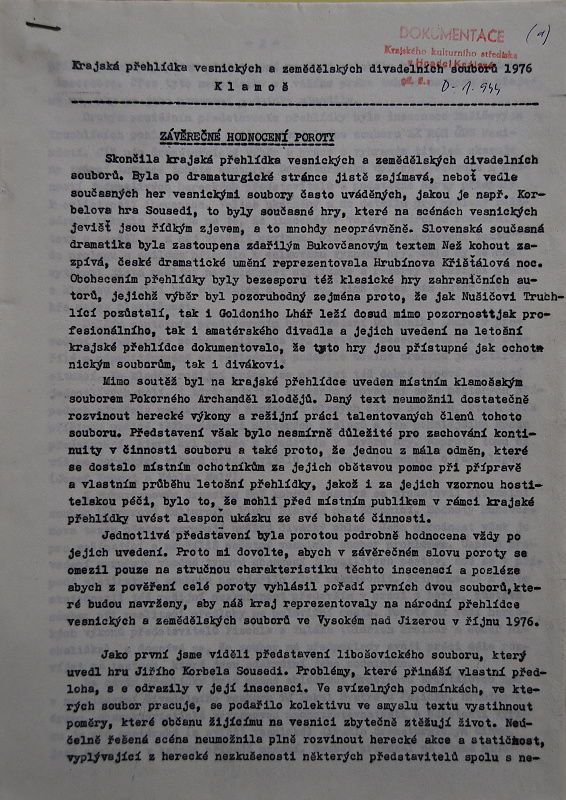 DOKUMENTACE
Krajského kulturního střediska
v Hradci Králové
(a)
D-1.944
Krajská přehlídka vesnických a zemědělských divadelních souborů 1976
K l a m o š
ZÁVĚREČNÉ HODNOCENÍ POROTY
Skončila krajská přehlídka vesnických a zemědělských divadelních
souborů. Byla po dramaturgické stránce jistě zajímavá, neboť vedle
současných her vesnickými soubory často uváděných, jakou je např. Kor-
belova hra Sousedi, to byly současné hry, které na scénách vesnických
jevišť jsou řídkým zjevem, a to mnohdy neoprávněně. Slovenská současná
dramatika byla zastoupena zdařilým Bukovčanovým textem Než kohout za-
zpívá, české dramatické umění reprezentovala Hrubínova Křišťálová noc.
Obohacením přehlídky byly bezesporu též klasické hry zahraničních au-
torů, jejichž výběr byl pozoruhodný zejména proto, že jak Nušičovi Truch-
lící pozůstalí, tak i Goldoniho Lhář leží dosud mimo pozornostjak pro-
fesionálního, tak i amatérského divadla a jejich uvedení na letošní
krajské přehlídce dokumentovalo, že tyto hry jsou přístupné jak ochot-
nickým souborům, tak i divákovi.
Mimo soutěž byl na krajské přehlídce uveden místním klamošským
souborem Pokorného Archanděl zlodějů. Daný text neumožnil dostatečně
rozvinout herecké výkony a režijní práci talentovaných členů tohoto
souboru. Představení však bylo nesmírně důležité pro zachování konti-
nuity v činnosti souboru a také proto, že jednou z mála odměn, které
se dostalo místním ochotníkům za jejich obětavou pomoc při přípravě
a vlastním průběhu letošní přehlídky, jakož i za jejich vzornou hosti-
telskou péči, bylo to, že mohli před místním publikem v rámci krajské
přehlídky uvést alespoň ukázku ze své bohaté činnosti.
Jednotlivá představení byla porotou podrobně hodnocena vždy po
jejich uvedení. Proto mi dovolte, abych v závěrečném slovu poroty se
omezil pouze na stručnou charakteristiku těchto inscenací a posléze
abych z pověření celé poroty vyhlásil pořadí prvních dvou souborů,kte-
ré budou navrženy, aby náš kraj reprezentovaly na národní přehlídce
vesnických a zemědělských souborů ve Vysokém nad Jizerou v říjnu 1976.
Jako první jsme viděli představení libošovického souboru, který
uvedl hru Jiřího Korbela Sousedi. Problémy, které přináší vlastní před-
loha, s e odrazily v její inscenaci. Ve svízelných podmínkách, ve kte-
rých soubor pracuje, se podařilo kolektivu ve smyslu textu vystihnout
poměry, které občanu žijícímu na vesnici zbytečně ztěžují život. Neú-
čelně řešená scéna neumožnila plně rozvinout herecké akce a statičnost,
vyplývající z herecké nezkušenosti některých představitelů spolu s ne-